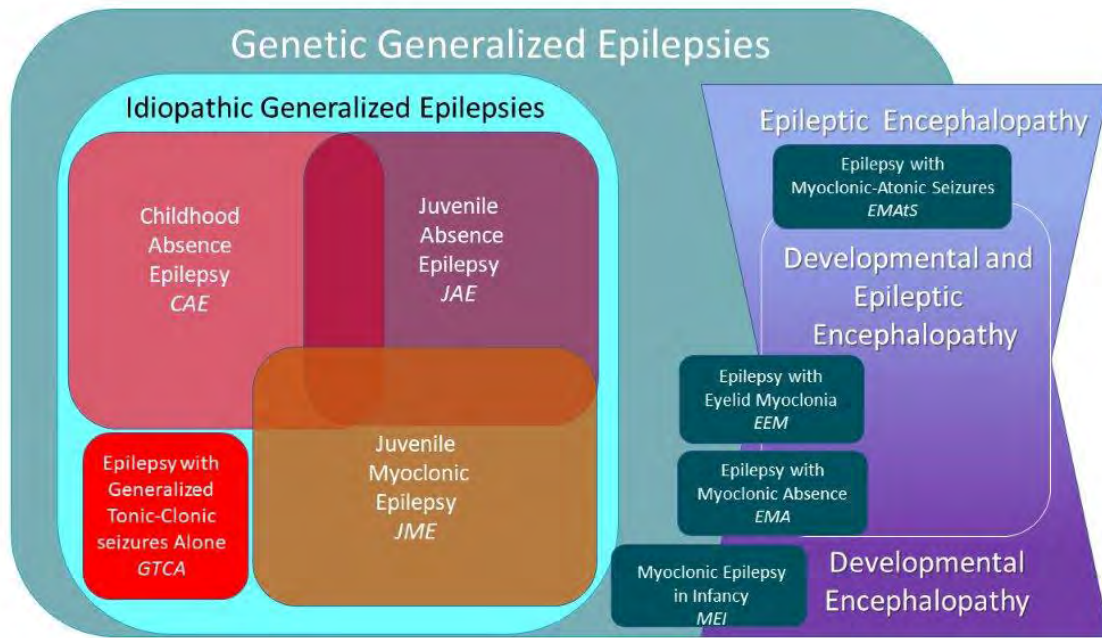 Genetic Generalized Epilepsies
Idiopathic Generalized Epilepsies
Childhood
Absence
Epilepsy
CAE
Juvenile
Absence
Epilepsy
JAE
Epilepsy with
Generalized
Tonic-Clonic
seizures Alone
GTCA
Juvenile
Myoclonic
Epilepsy
JME
Epileptic Encephalopathy
Epilepsy with
Myoclonic-Atonic Seizures
EMAtS
Developmental and
Epileptic
Encephalopathy
Epilepsy with
Eyelid Myoclonia
EEM
Epilepsy with
Myoclonic Absence
EMA
Myoclonic Epilepsy
in Infancy
MEI
Developmental
Encephalopathy